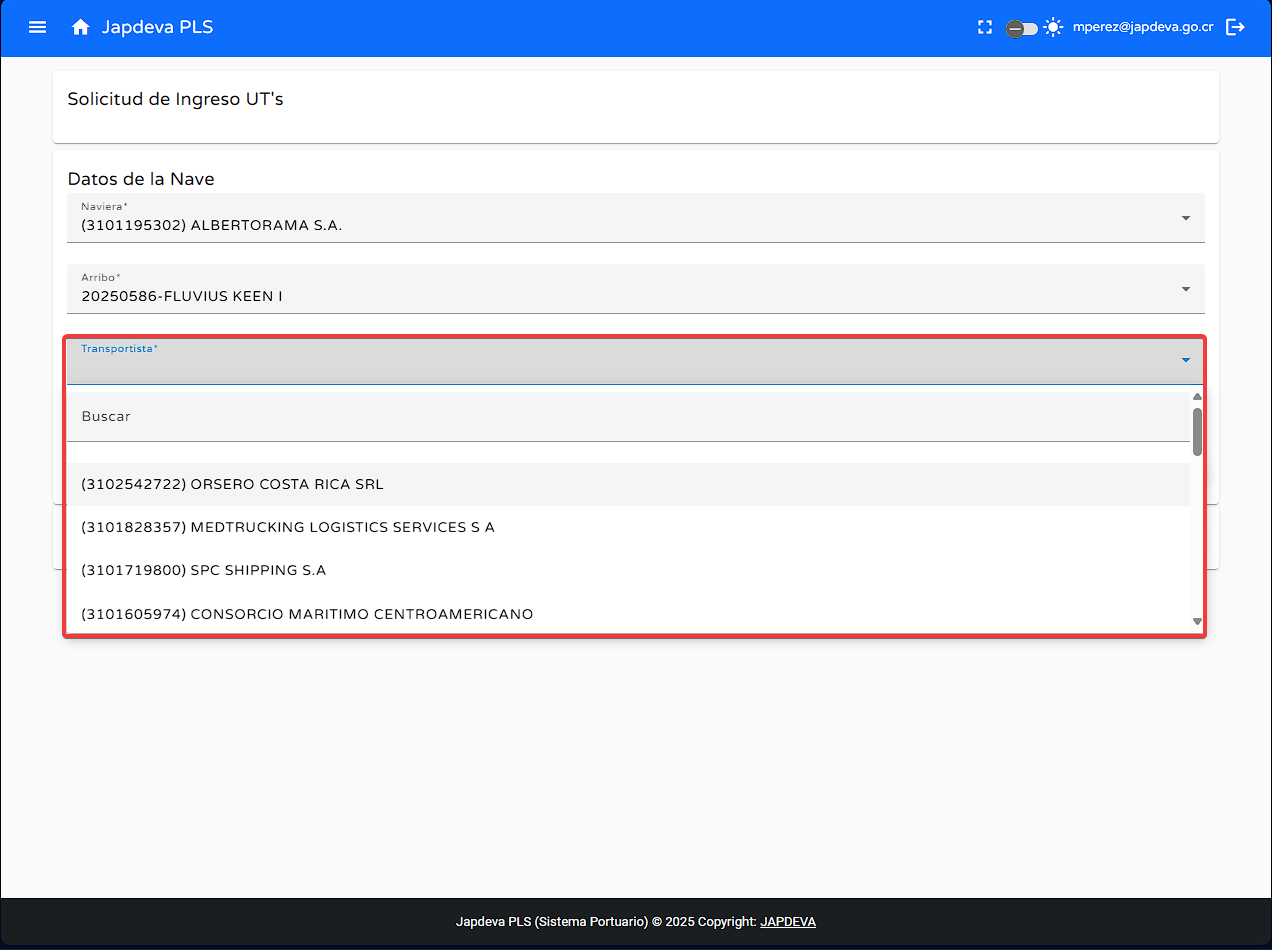 Japdeva PLS
mperez@japdeva.go.cr
Solicitud de Ingreso UT's
Datos de la Nave
Naviera*
(3101195302) ALBERTORAMA S.A.
Arribo*
20250586-FLUVIUS KEEN I
Transportista*
Buscar
(3102542722) ORSERO COSTA RICA SRL
(3101828357) MEDTRUCKING LOGISTICS SERVICES S A
(3101719800) SPC SHIPPING S.A
(3101605974) CONSORCIO MARITIMO CENTROAMERICANO
Japdeva PLS (Sistema Portuario) © 2025 Copyright: JAPDEVA